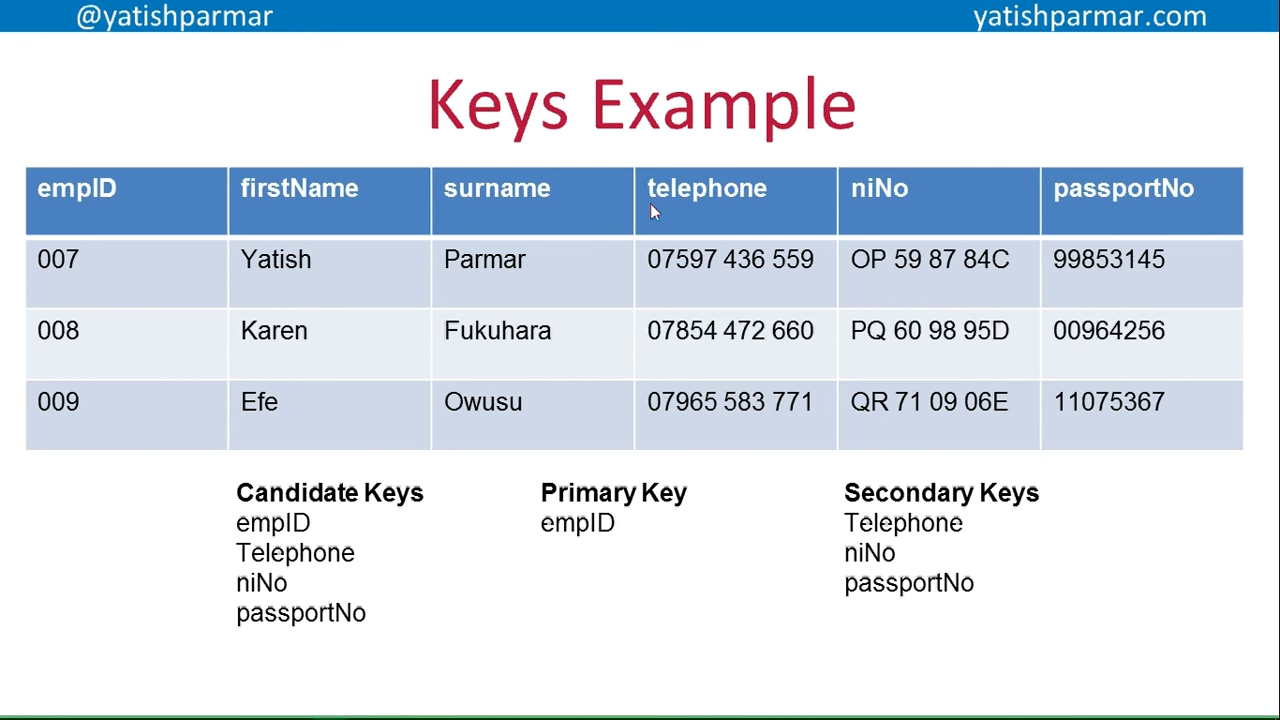 @yatishparmar yatishparmar.com
Keys Example
empID firstName surname telephone niNo passportNo
007 Yatish Parmar 07597 436 559 OP 59 87 84C 99853145
008 Karen Fukuhara 07854 472 660 PQ 60 98 95D 00964256
009 Efe Owusu 07965 583 771 QR 71 09 06E 11075367
Candidate Keys Primary Key Secondary Keys
empID empID Telephone
Telephone niNo
niNo passportNo
passportNo